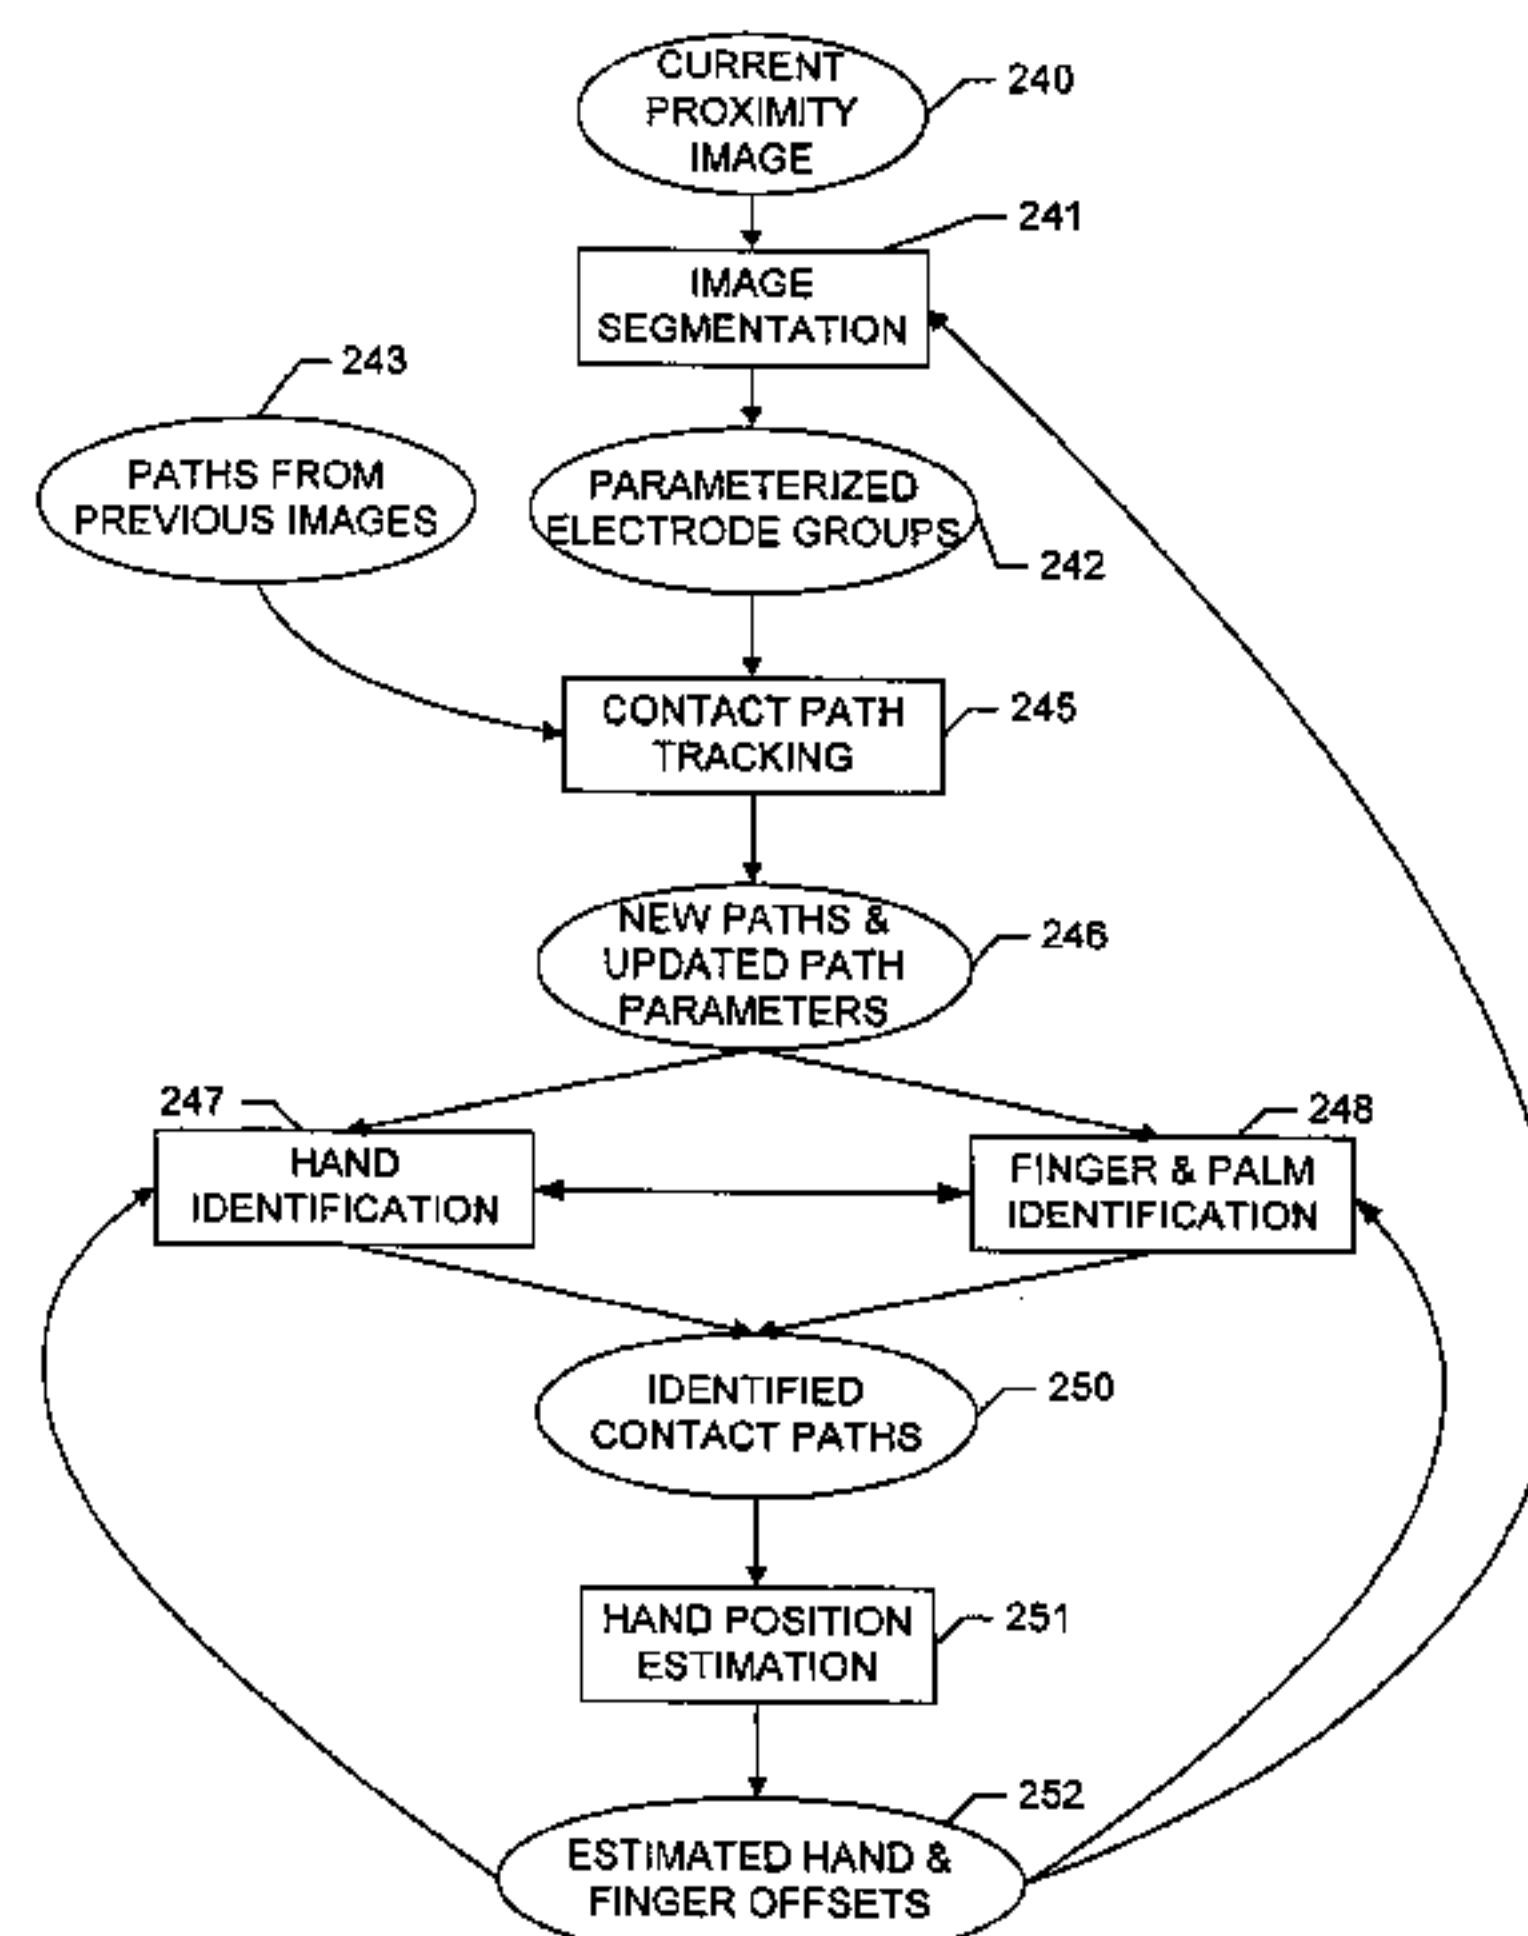 CURRENT
PROXIMITY
IMAGE
240
241
IMAGE
SEGMENTATION
243
PATHS FROM
PREVIOUS IMAGES
PARAMETERIZED
ELECTRODE GROUPS
242
CONTACT PATH
TRACKING
245
NEW PATHS &
UPDATED PATH
PARAMETERS
246
247
HAND
IDENTIFICATION
248
FINGER & PALM
IDENTIFICATION
IDENTIFIED
CONTACT PATHS
250
HAND POSITION
ESTIMATION
251
252
ESTIMATED HAND &
FINGER OFFSETS